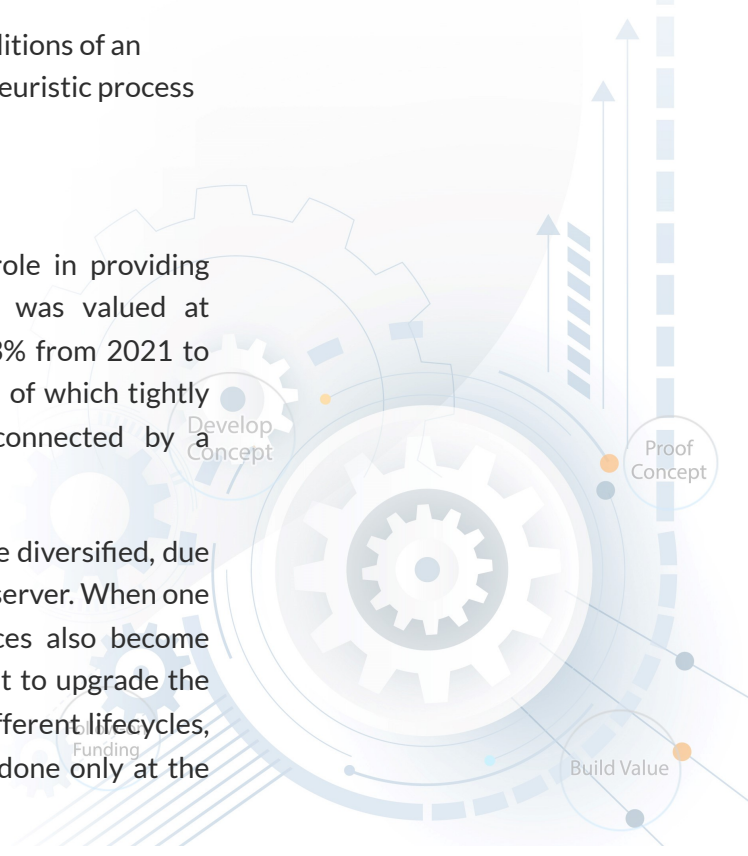 litions of an
euristic process
role in providing
was valued at
% from 2021 to
of which tightly
connected by a
e diversified, due
server. When one
ces also become
t to upgrade the
fferent lifecycles,
done only at the
Develop
Concept
Proof
Concept
Funding
Build Value